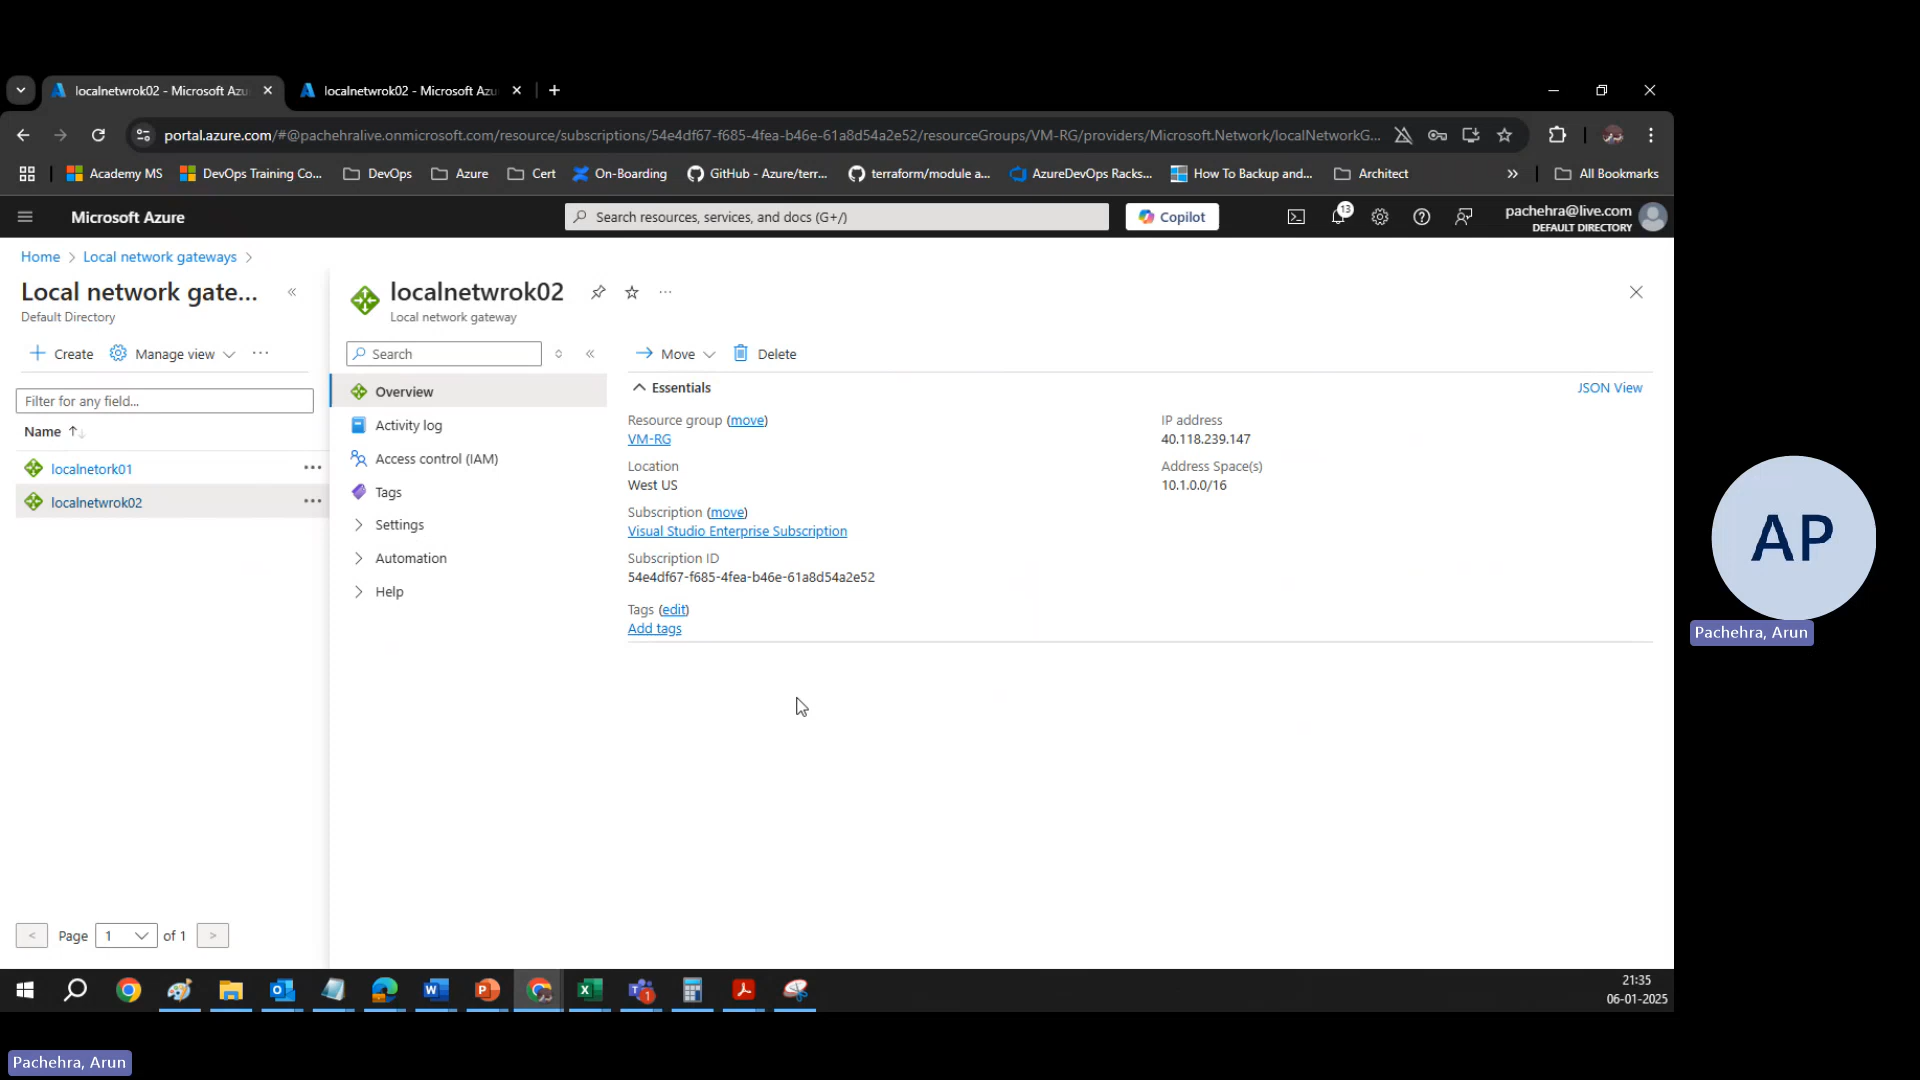 localnetwrok02 - Microsoft Azu
localnetwrok02 - Microsoft Azu
portal.azure.com/#@pachehralive.onmicrosoft.com/resource/subscriptions/54e4df67-f685-4fea-b46e-61a8d54a2e52/resourceGroups/VM-RG/providers/Microsoft.Network/localNetworkG...
Academy MS
DevOps Training Co...
DevOps
Azure
Cert
On-Boarding
GitHub - Azure/terr...
terraform/module a...
AzureDevOps Racks...
How To Backup and...
Architect
»
All Bookmarks
Microsoft Azure
Search resources, services, and docs (G+/)
Copilot
13
pachehra@live.com
DEFAULT DIRECTORY
Home > Local network gateways >
Local network gate...
Default Directory
Create
Manage view
Filter for any field...
Name
localnetork01
localnetwrok02
Page 1 of 1
localnetwrok02
Local network gateway
Search
Overview
Activity log
Access control (IAM)
Tags
Settings
Automation
Help
Move
Delete
Essentials
JSON View
Resource group (move)
VM-RG
Location
West US
Subscription (move)
Visual Studio Enterprise Subscription
Subscription ID
54e4df67-f685-4fea-b46e-61a8d54a2e52
Tags (edit)
Add tags
IP address
40.118.239.147
Address Space(s)
10.1.0.0/16
AP
Pachehra, Arun
21:35
06-01-2025
Pachehra, Arun